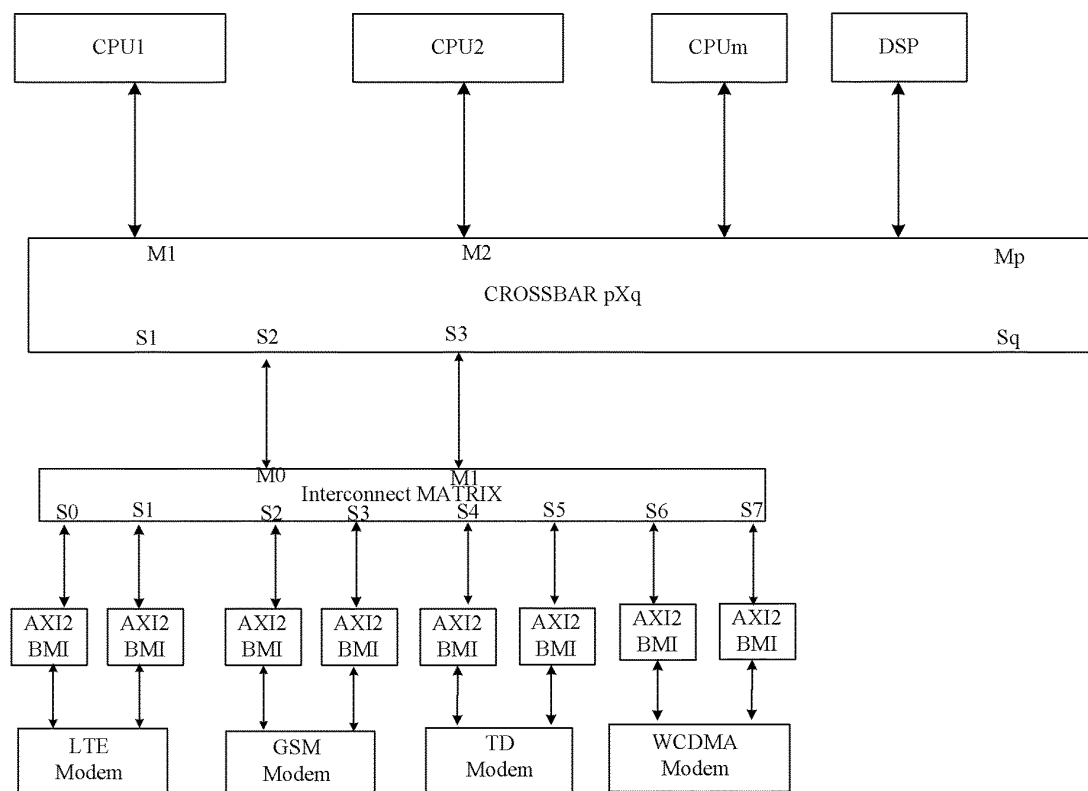 CPU1
CPU2
CPUm
DSP
M1
M2
Mp
CROSSBAR pXq
S1
S2
S3
Sq
M0
M1
Interconnect MATRIX
S0
S1
S2
S3
S4
S5
S6
S7
AXI2
BMI
AXI2
BMI
AXI2
BMI
AXI2
BMI
AXI2
BMI
AXI2
BMI
AXI2
BMI
AXI2
BMI
LTE
Modem
GSM
Modem
TD
Modem
WCDMA
Modem